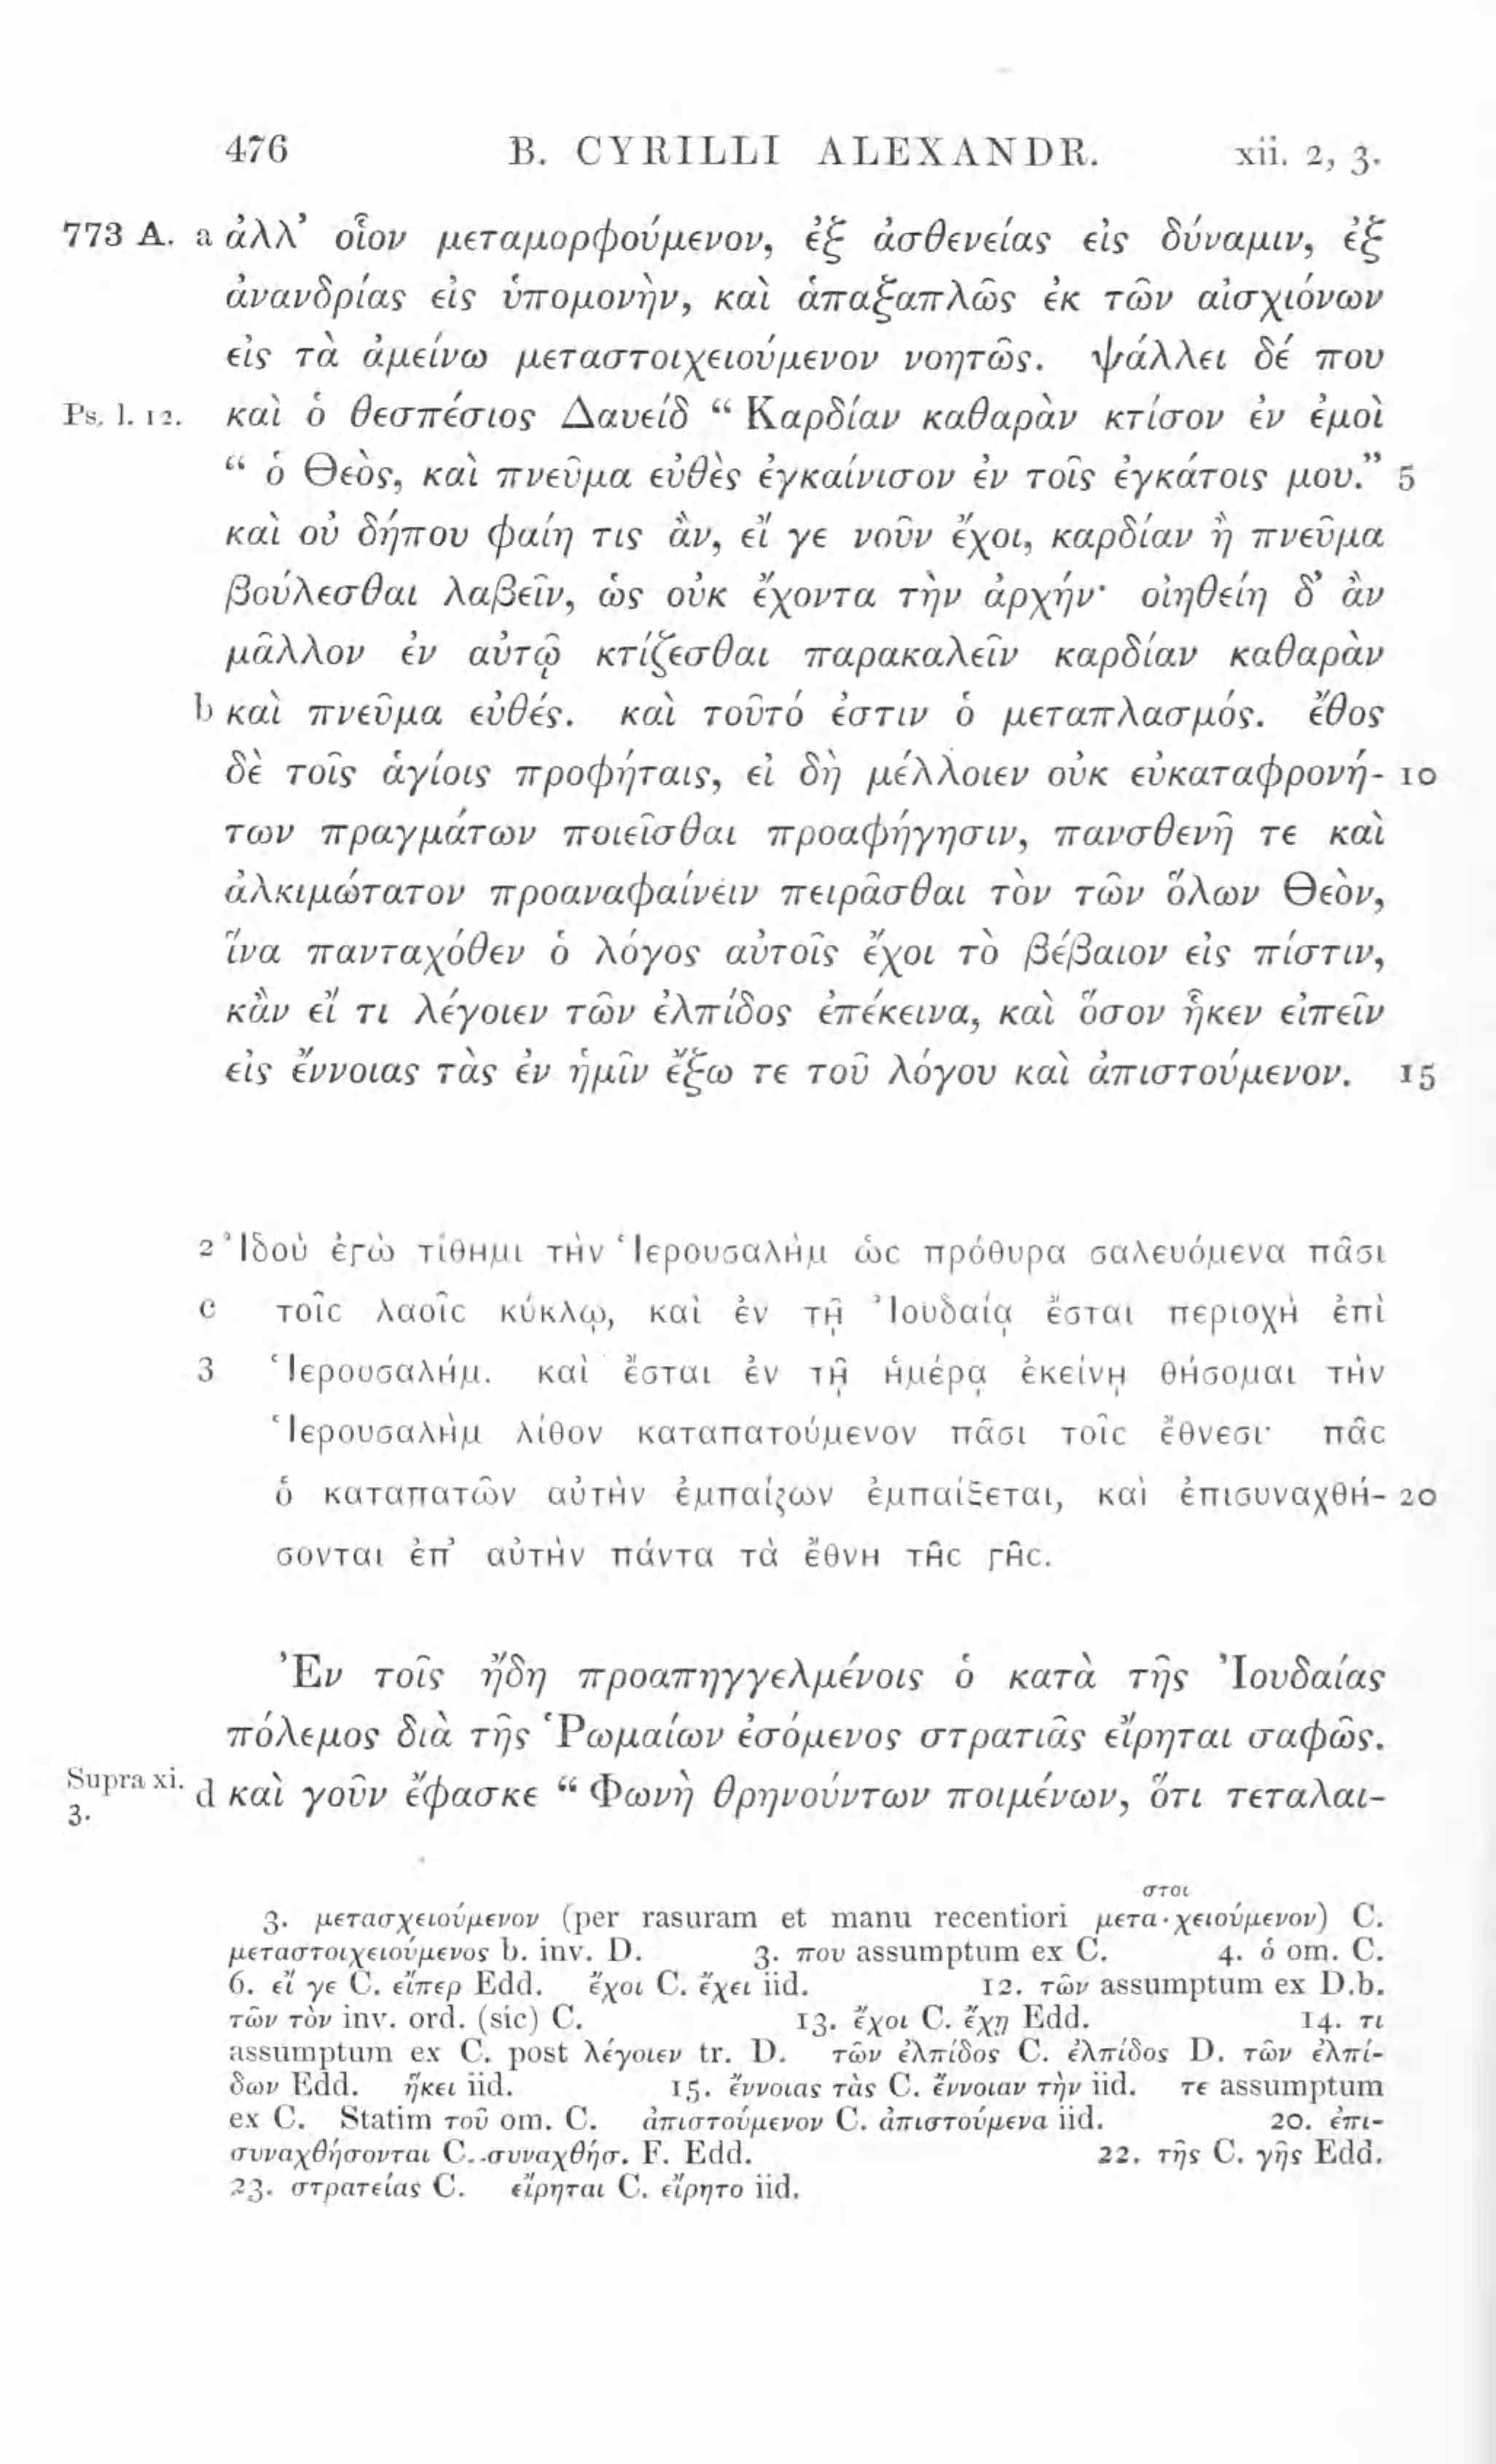 476 B. CYRILLI ALEXANDR. xii. 2, 3.
773 A. a ἀλλ’ οἷον μεταμορφούμενον, ἐξ ἀσθενείας εἰς δύναμιν, ἐξ
ἀνανδρίας εἰς ὑπομονὴν, καὶ ἁπαξαπλῶς ἐκ τῶν αἰσχιόνων
εἰς τὰ ἀμείνω μεταστοιχειούμενον νοητῶς. ψάλλει δέ που
Ps. l. 12. καὶ ὁ θεσπέσιος Δαυείδ “ Καρδίαν καθαρὰν κτίσον ἐν ἐμοὶ
“ ὁ Θεὸς, καὶ πνεῦμα εὐθὲς ἐγκαίνισον ἐν τοῖς ἐγκάτοις μου.” 5
καὶ οὐ δήπου φαίη τις ἂν, εἴ γε νοῦν ἔχοι, καρδίαν ἢ πνεῦμα
βούλεσθαι λαβεῖν, ὡς οὐκ ἔχοντα τὴν ἀρχήν· οἰηθείη δ’ ἂν
μᾶλλον ἐν αὐτῷ κτίζεσθαι παρακαλεῖν καρδίαν καθαρὰν
b καὶ πνεῦμα εὐθές. καὶ τοῦτό ἐστιν ὁ μεταπλασμός. ἔθος
δὲ τοῖς ἁγίοις προφήταις, εἰ δὴ μέλλοιεν οὐκ εὐκαταφρονή- 10
των πραγμάτων ποιεῖσθαι προαφήγησιν, πανσθενῆ τε καὶ
ἀλκιμώτατον προαναφαίνειν πειρᾶσθαι τὸν τῶν ὅλων Θεὸν,
ἵνα πανταχόθεν ὁ λόγος αὐτοῖς ἔχοι τὸ βέβαιον εἰς πίστιν,
κἂν εἴ τι λέγοιεν τῶν ἐλπίδος ἐπέκεινα, καὶ ὅσον ἧκεν εἰπεῖν
εἰς ἔννοιας τὰς ἐν ἡμῖν ἔξω τε τοῦ λόγου καὶ ἀπιστούμενον. 15
2 Ἰδοὺ ἐγὼ τίθημι τὴν Ἱερουσαλὴμ ὡς πρόθυρα σαλευόμενα πᾶσι
c τοῖς λαοῖς κύκλῳ, καὶ ἐν τῇ Ἰουδαίᾳ ἔσται περιοχὴ ἐπὶ
3 Ἱερουσαλήμ. καὶ ἔσται ἐν τῇ ἡμέρᾳ ἐκείνῃ θήσομαι τὴν
Ἱερουσαλὴμ λίθον καταπατούμενον πᾶσι τοῖς ἔθνεσι· πᾶς
ὁ καταπατῶν αὐτὴν ἐμπαίζων ἐμπαίξεται, καὶ ἐπισυναχθή- 20
σονται ἐπ’ αὐτὴν πάντα τὰ ἔθνη τῆς γῆς.
Ἐν τοῖς ἤδη προαπηγγελμένοις ὁ κατὰ τῆς Ἰουδαίας
πόλεμος διὰ τῆς Ῥωμαίων ἐσόμενος στρατιᾶς εἴρηται σαφῶς.
Supra xi. 3. d καὶ γοῦν ἔφασκε “ Φωνὴ θρηνούντων ποιμένων, ὅτι τεταλαι-
στοι
3. μετασχειούμενον (per rasuram et manu recentiori μετα·χειούμενον) C.
μεταστοιχειούμενος b. inv. D. 3. που assumptum ex C. 4. ὁ om. C.
6. εἴ γε C. εἴπερ Edd. ἔχοι C. ἔχει iid. 12. τῶν assumptum ex D.b.
τῶν τὸν inv. ord. (sic) C. 13. ἔχοι C. ἔχῃ Edd. 14. τι
assumptum ex C. post λέγοιεν tr. D. τῶν ἐλπίδος C. ἐλπίδος D. τῶν ἐλπί-
δων Edd. ἥκει iid. 15. ἔννοιας τὰς C. ἔννοιαν τὴν iid. τε assumptum
ex C. Statim τοῦ om. C. ἀπιστούμενον C. ἀπιστούμενα iid. 20. ἐπι-
συναχθήσονται C. -συναχθήσ. F. Edd. 22. τῆς C. γῆς Edd.
23. στρατείας C. εἴρηται C. εἴρητο iid.